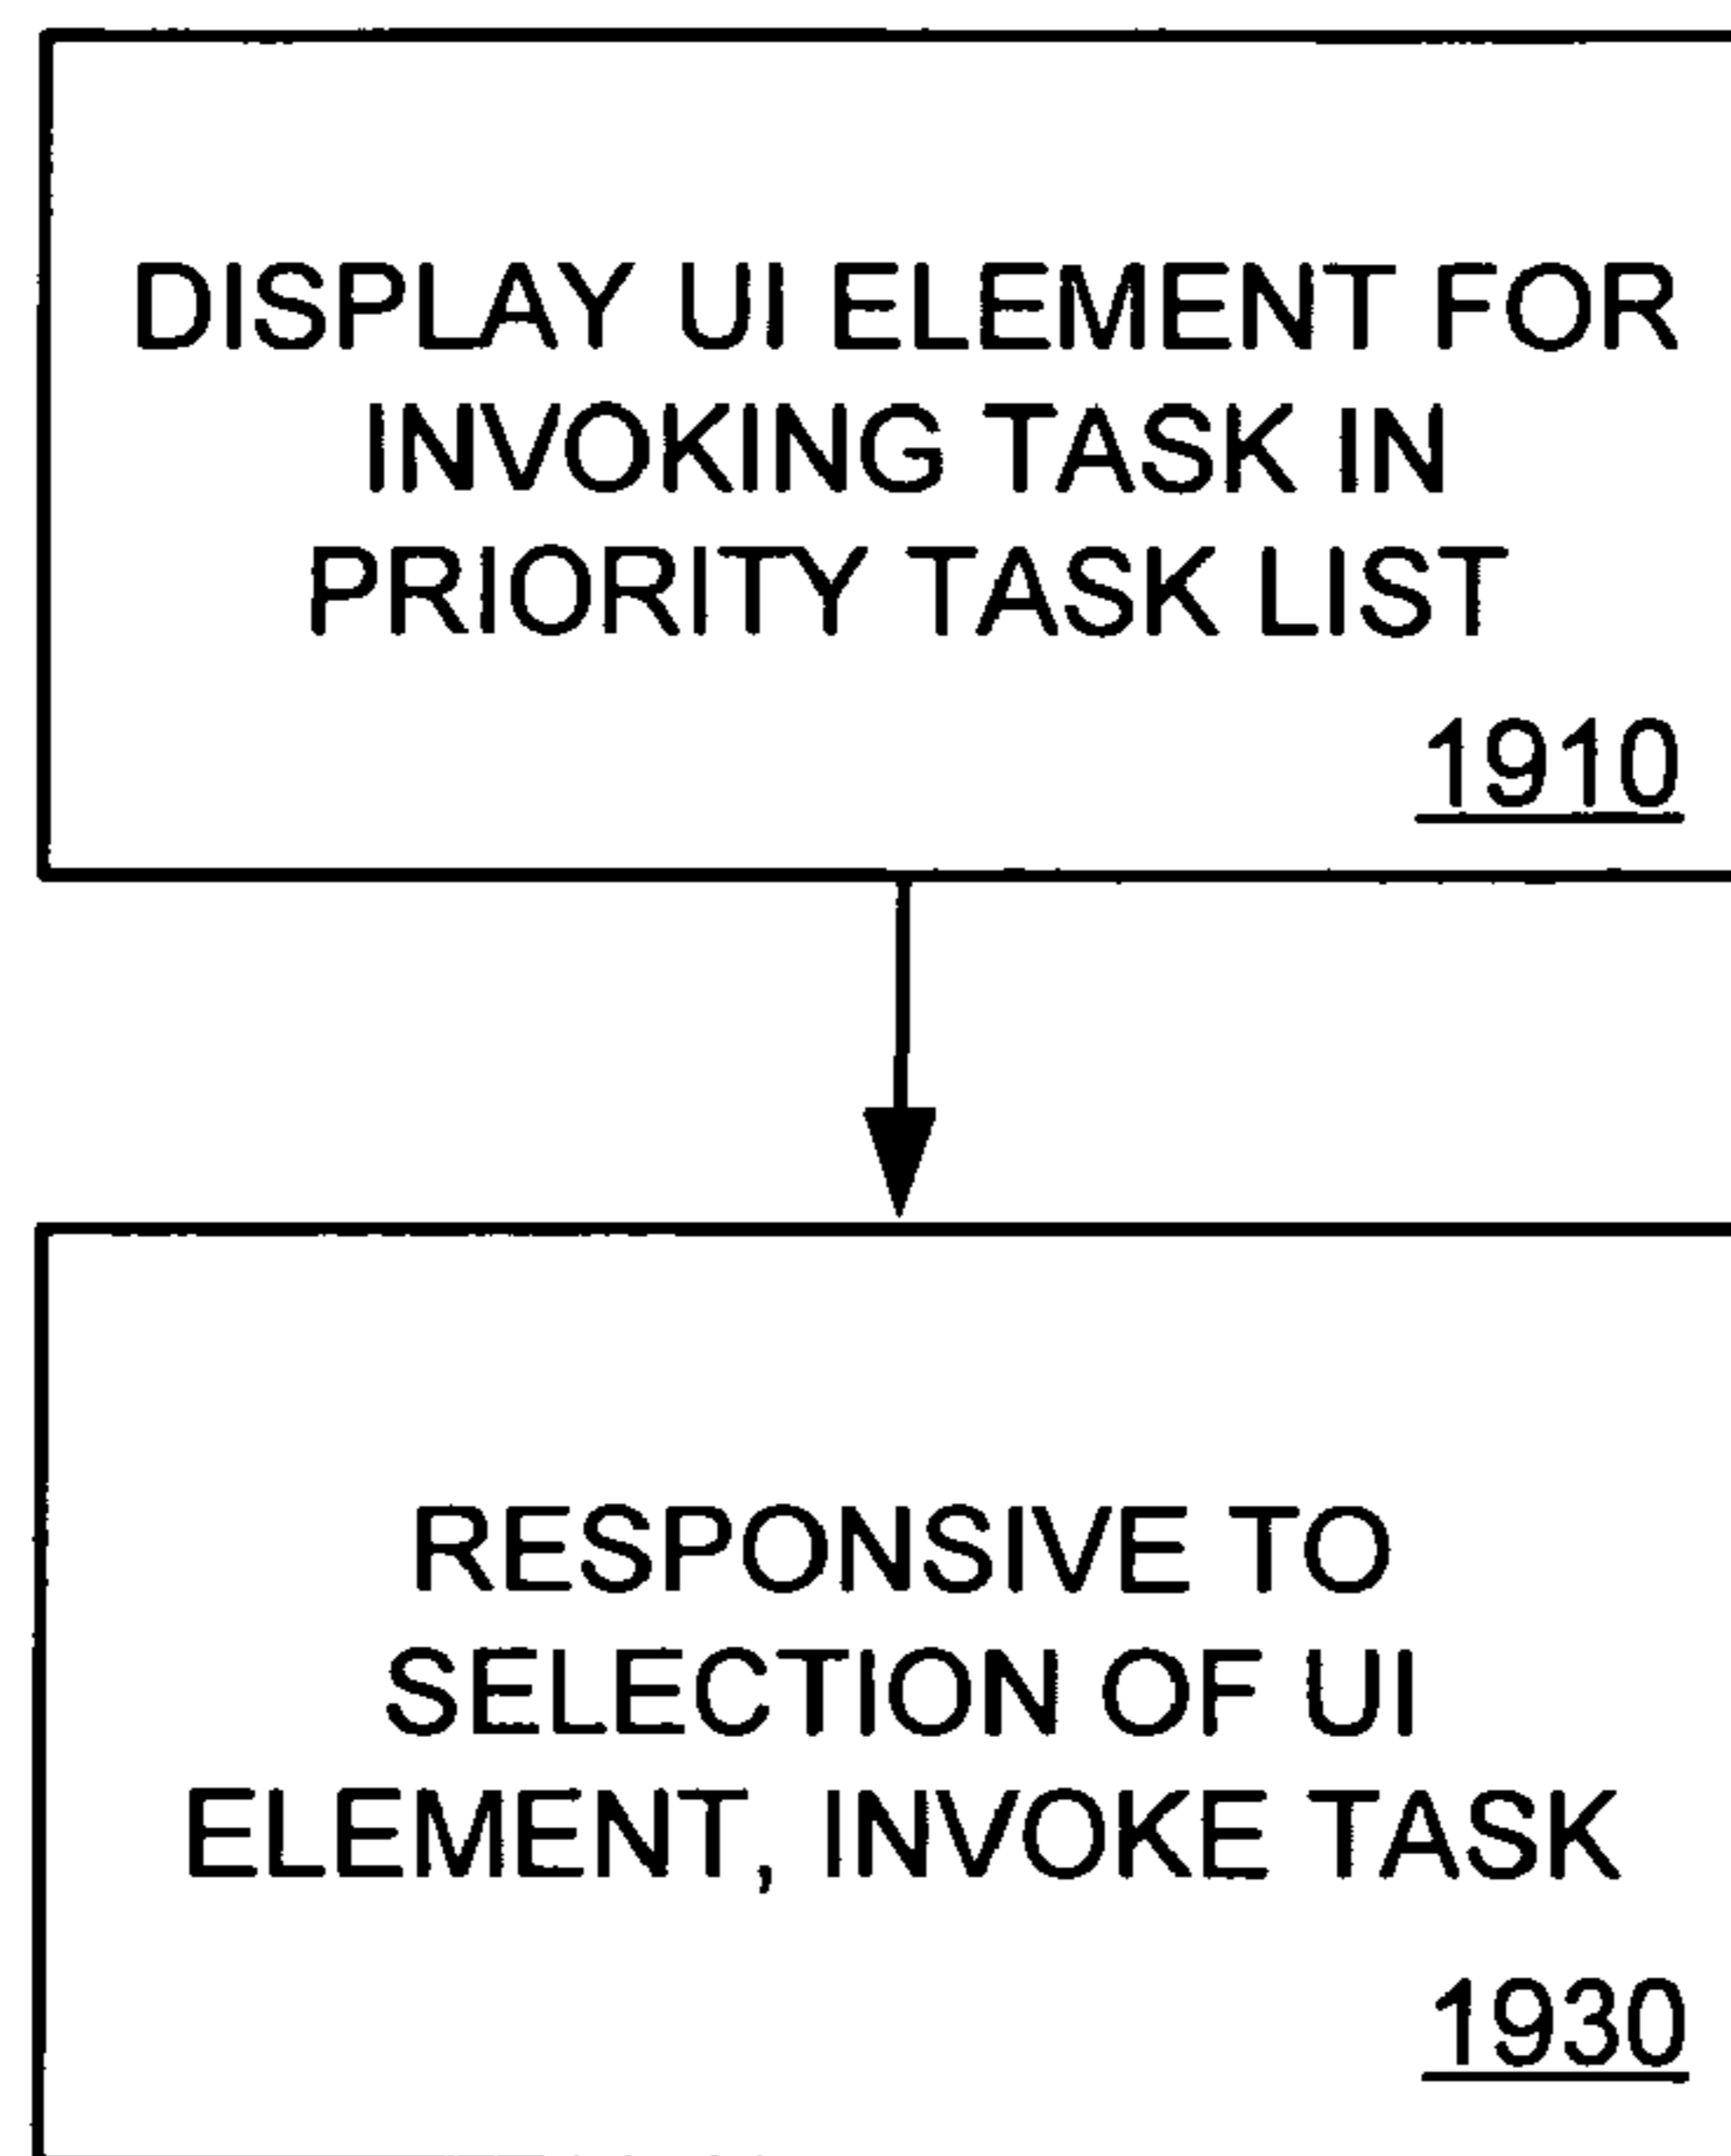 DISPLAY UI ELEMENT FOR
INVOKING TASK IN
PRIORITY TASK LIST
1910
RESPONSIVE TO
SELECTION OF UI
ELEMENT, INVOKE TASK
1930